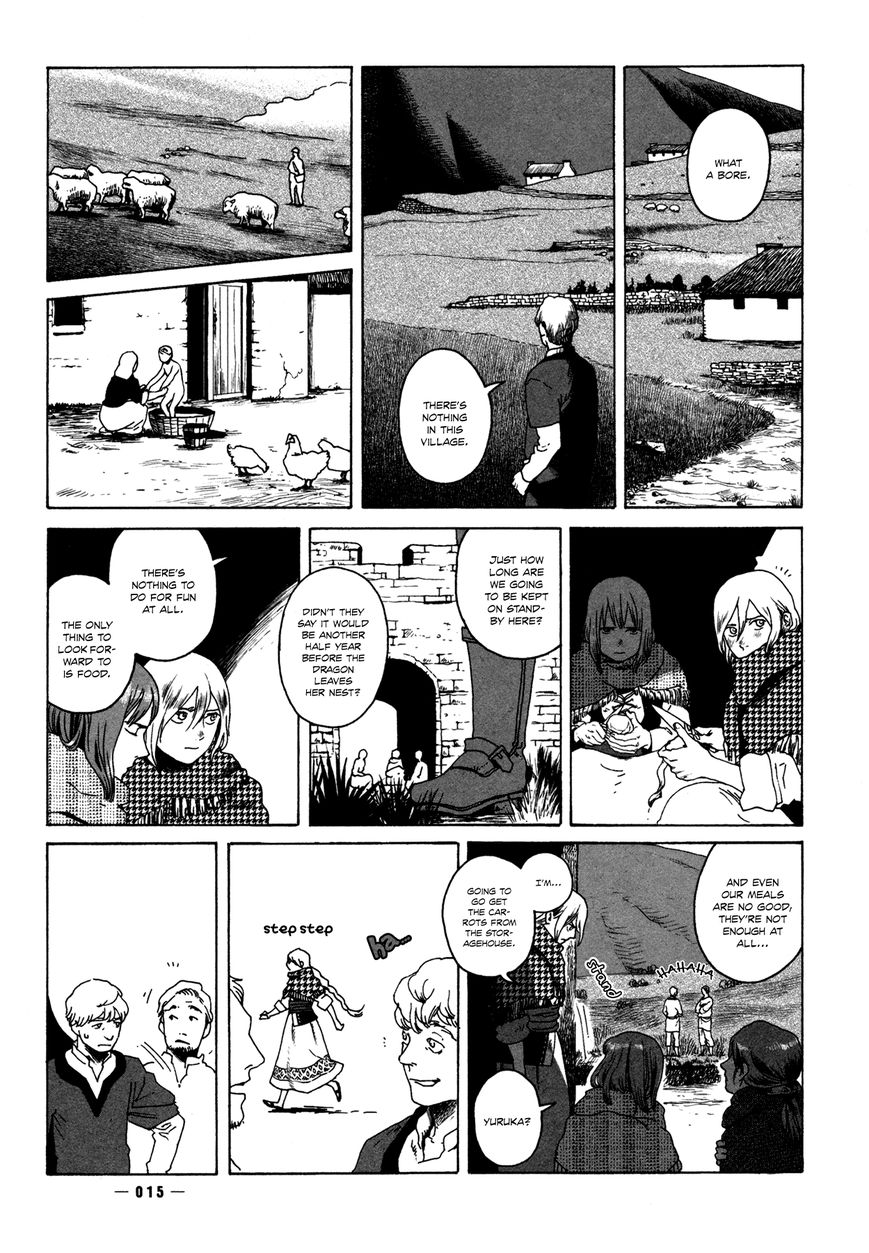 WHAT
A BORE.
THERE'S
NOTHING
IN THIS
VILLAGE.
JUST HOW
LONG ARE
WE GOING
TO BE KEPT
ON STAND-
BY HERE?
DIDN'T THEY
SAY IT WOULD
BE ANOTHER
HALF YEAR
BEFORE THE
DRAGON
LEAVES
HER NEST?
THERE'S
NOTHING TO
DO FOR FUN
AT ALL.
THE ONLY
THING TO
LOOK FOR-
WARD TO
IS FOOD.
AND EVEN
OUR MEALS
ARE NO GOOD,
THEY'RE NOT
ENOUGH AT
ALL...
HAHAHA
stand
I'M...
GOING TO
GO GET
THE CAR-
ROTS FROM
THE STOR-
AGEHOUSE.
YURUKA?
step step
ha...
— 015 —